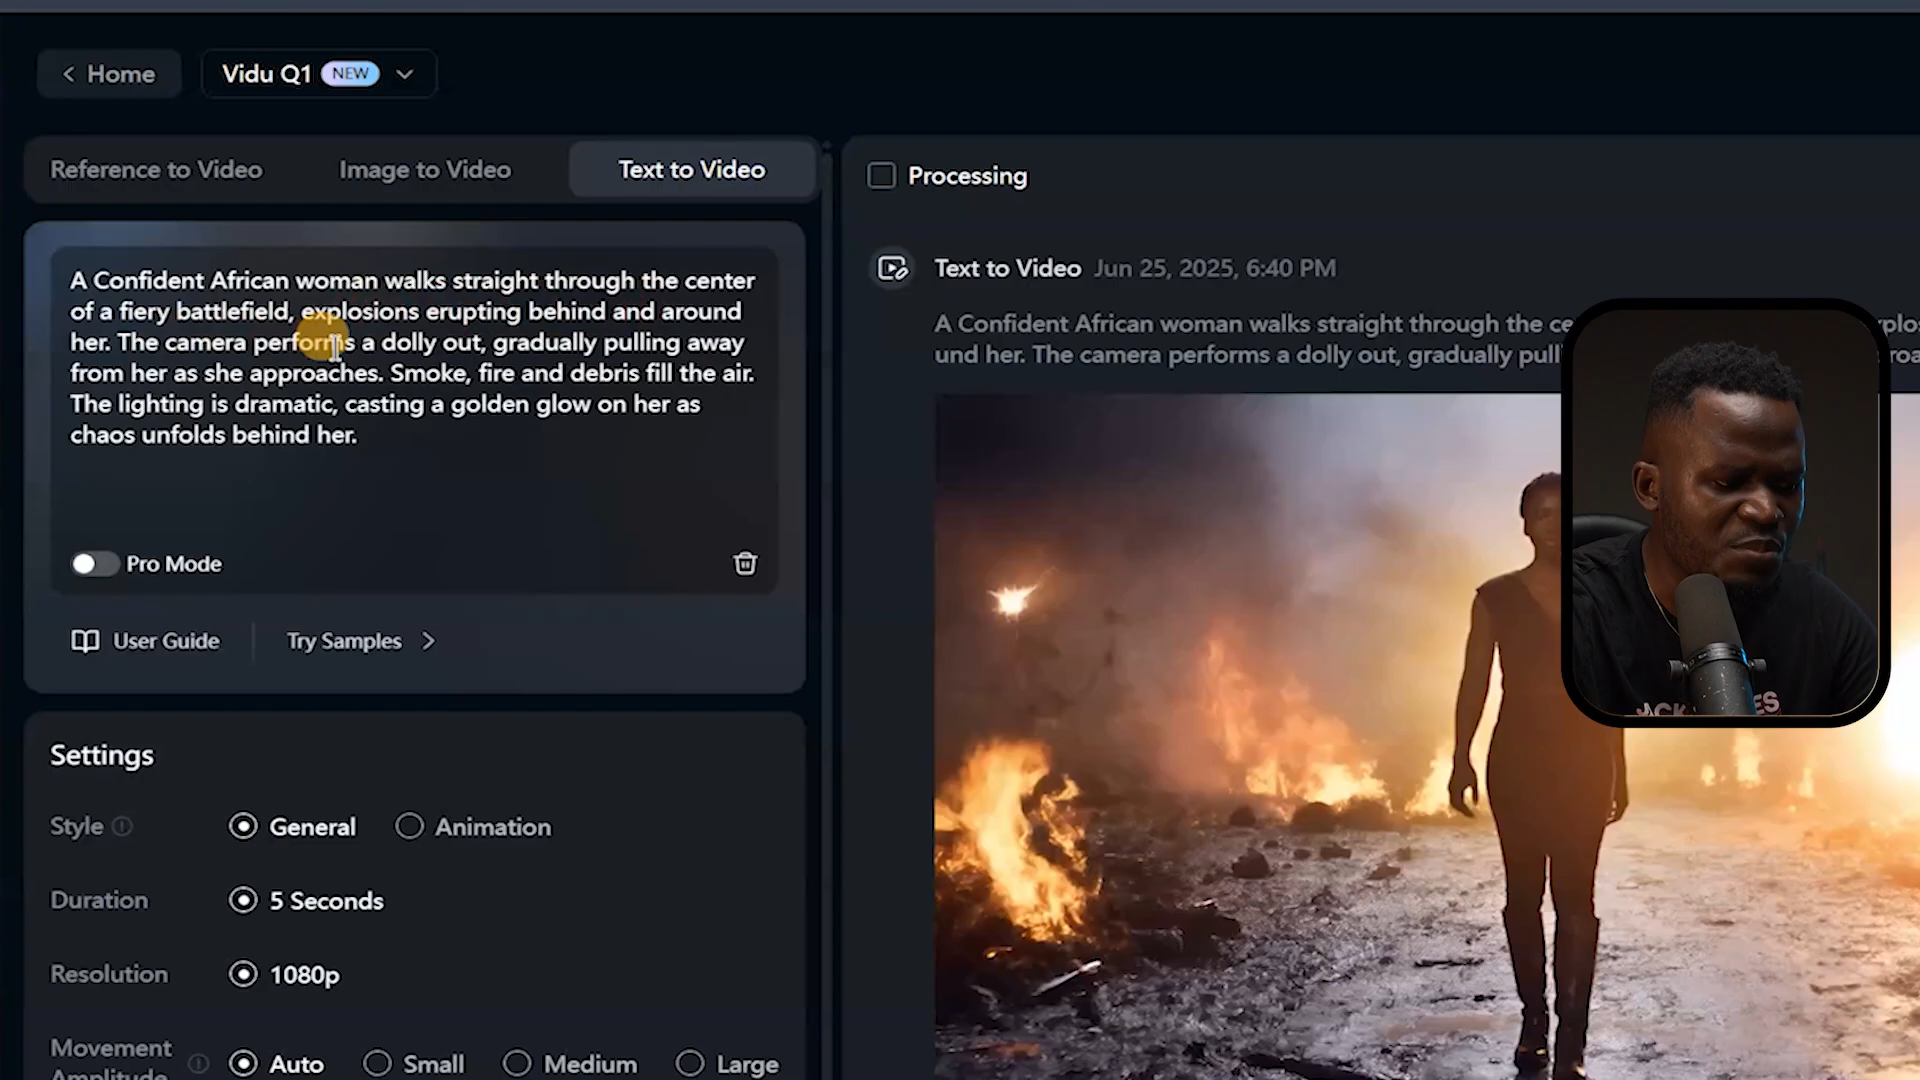 Home
Vidu Q1 NEW
Reference to Video
Image to Video
Text to Video
A Confident African woman walks straight through the center
of a fiery battlefield, explosions erupting behind and around
her. The camera performs a dolly out, gradually pulling away
from her as she approaches. Smoke, fire and debris fill the air.
The lighting is dramatic, casting a golden glow on her as
chaos unfolds behind her.
Pro Mode
User Guide
Try Samples
Settings
Style
General
Animation
Duration
5 Seconds
Resolution
1080p
Movement
Amplitude
Auto
Small
Medium
Large
Processing
Text to Video Jun 25, 2025, 6:40 PM
A Confident African woman walks straight through the
und her. The camera performs a dolly out, gradually